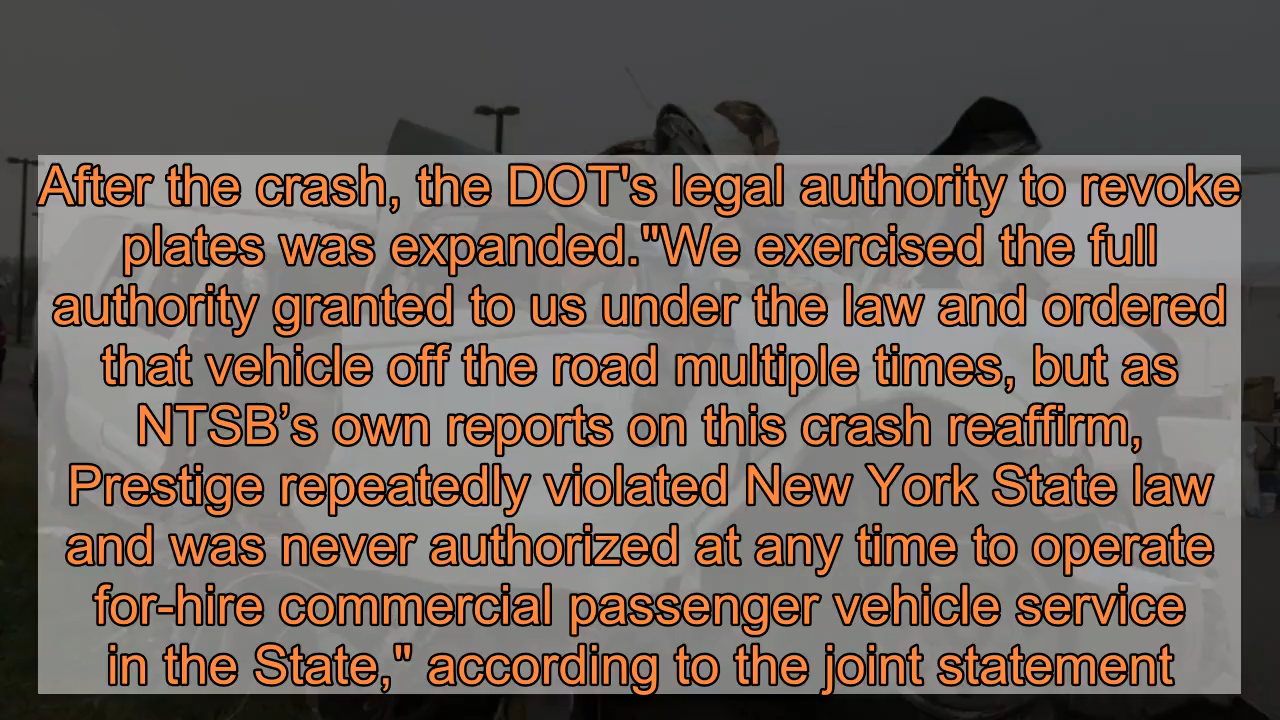 After the crash, the DOT's legal authority to revoke
plates was expanded."We exercised the full
authority granted to us under the law and ordered
that vehicle off the road multiple times, but as
NTSB’s own reports on this crash reaffirm,
Prestige repeatedly violated New York State law
and was never authorized at any time to operate
for-hire commercial passenger vehicle service
in the State," according to the joint statement